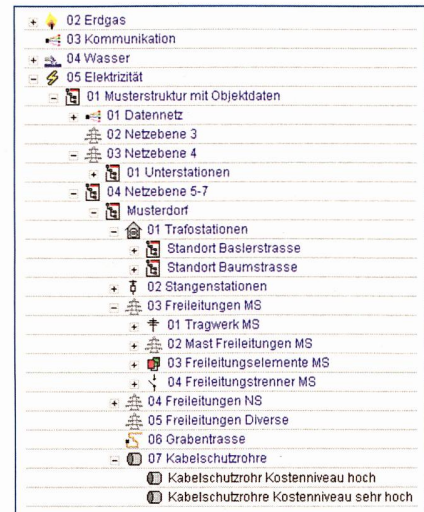 02 Erdgas
03 Kommunikation
04 Wasser
05 Elektrizität
01 Musterstruktur mit Objektdaten
01 Datennetz
02 Netzebene 3
03 Netzebene 4
01 Unterstationen
04 Netzebene 5-7
Musterdorf
01 Trafostationen
Standort Baslerstrasse
Standort Baumstrasse
02 Stangenstationen
03 Freileitungen MS
01 Tragwerk MS
02 Mast Freileitungen MS
03 Freileitungselemente MS
04 Freileitungstrenner MS
04 Freileitungen NS
05 Freileitungen Diverse
06 Grabentrasse
07 Kabelschutzrohre
Kabelschutzrohr Kostenniveau hoch
Kabelschutzrohre Kostenniveau sehr hoch